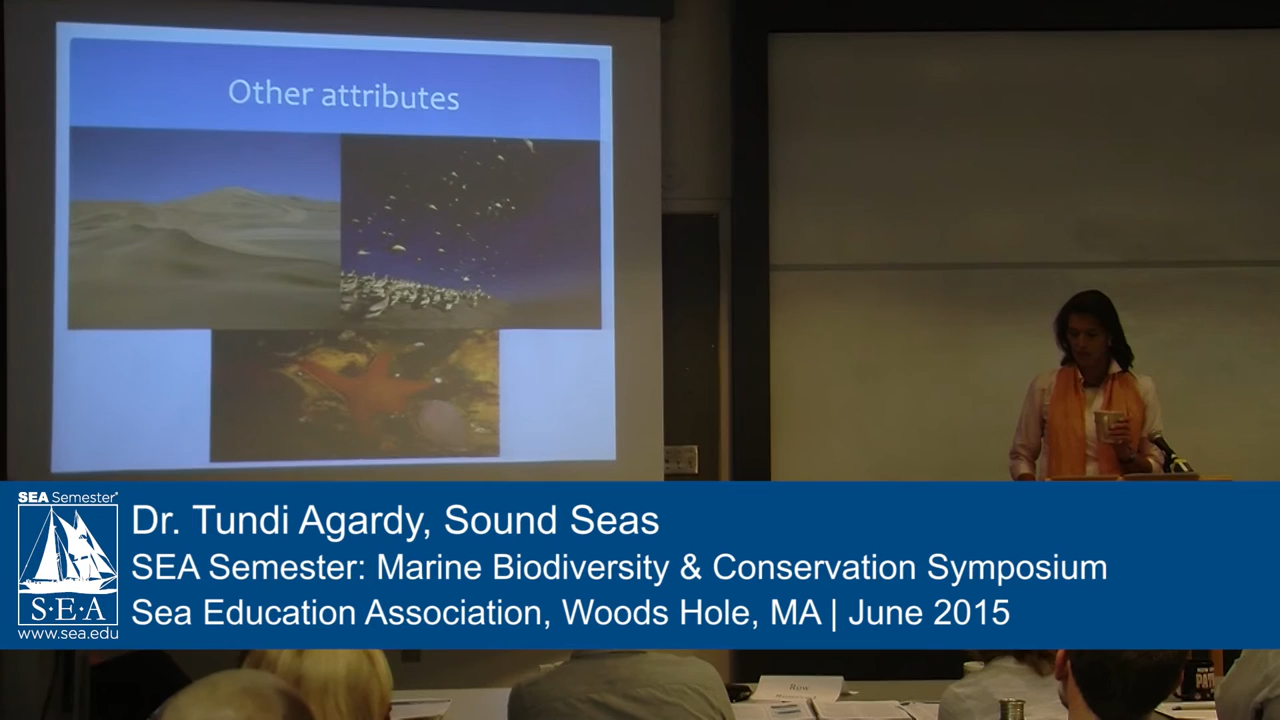 Other attributes
SEA Semester®
S·E·A
www.sea.edu
Dr. Tundi Agardy, Sound Seas
SEA Semester: Marine Biodiversity & Conservation Symposium
Sea Education Association, Woods Hole, MA | June 2015